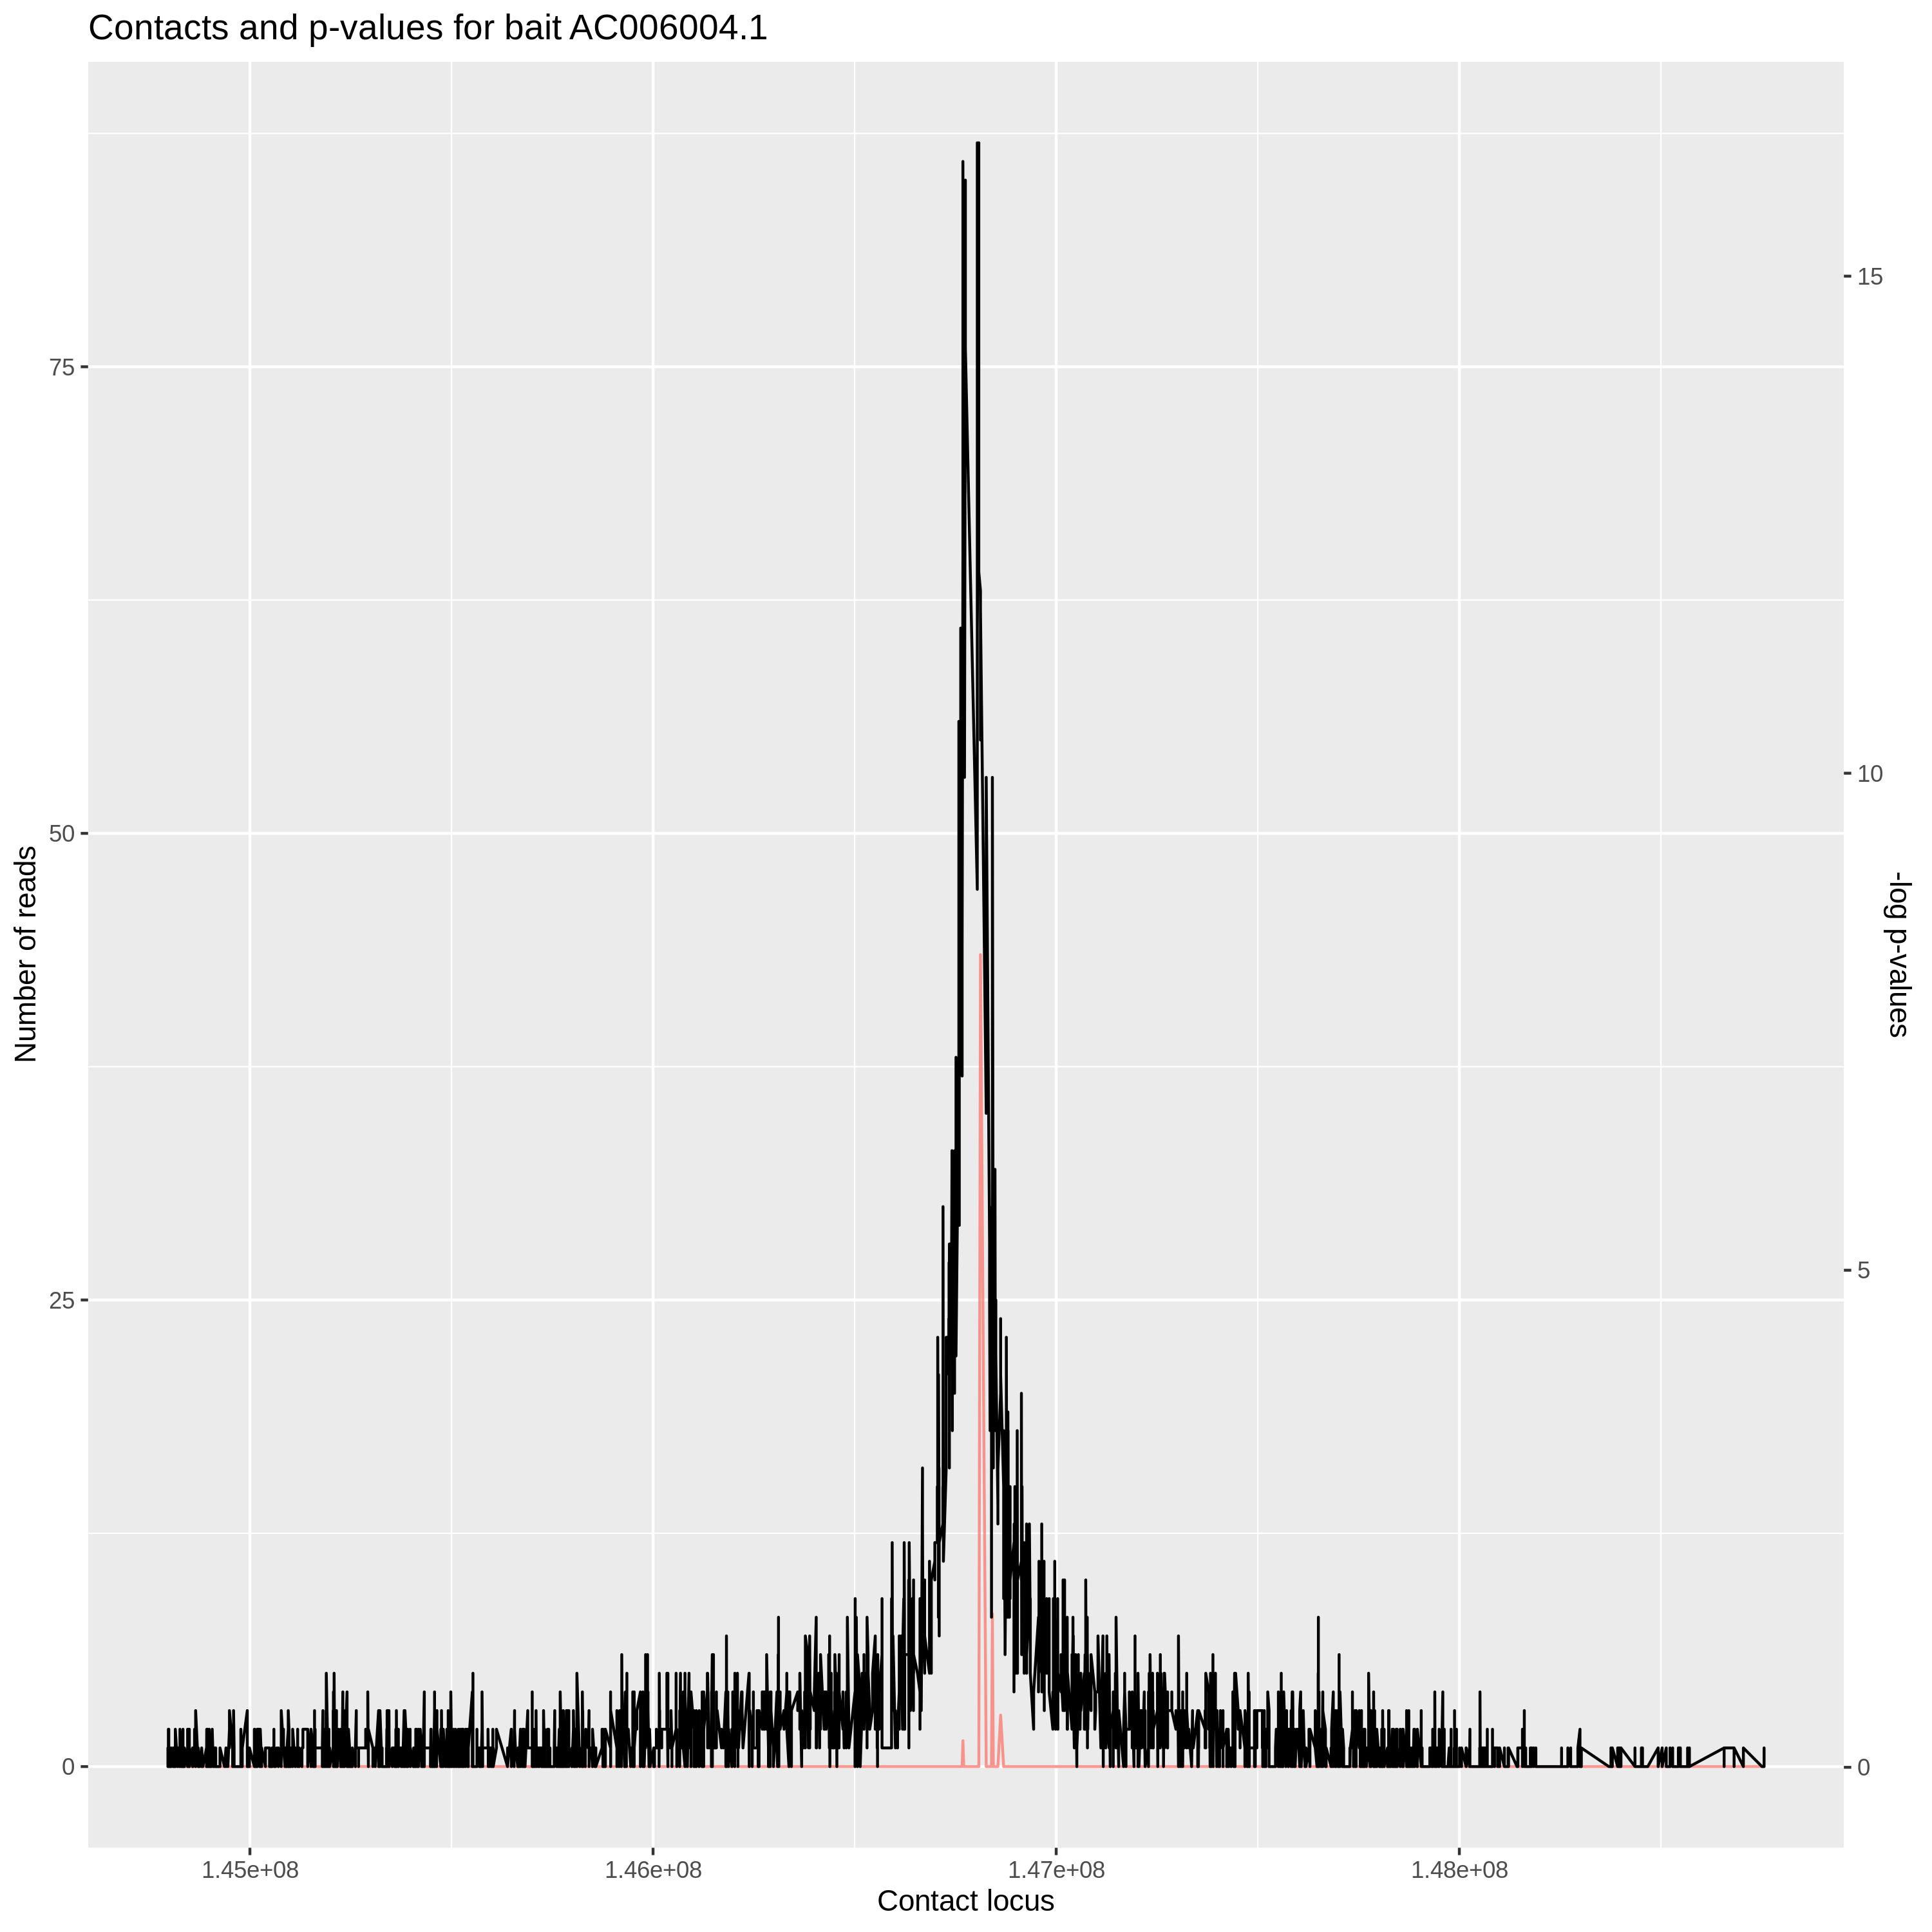 Contacts and p-values for bait AC006004.1
75
50
25
0
15
10
5
0
Number of reads
-log p-values
1.45e+08
1.46e+08
1.47e+08
1.48e+08
Contact locus